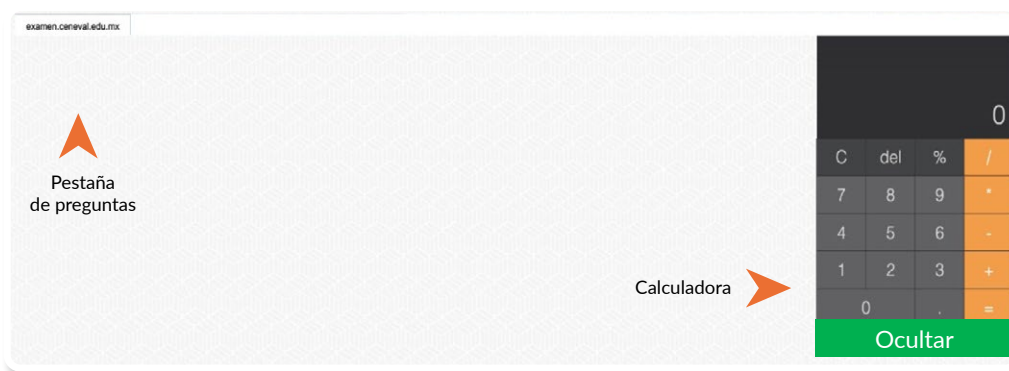 examen.ceneval.edu.mx
0
C del % /
Pestaña
de preguntas
7 8 9 *
4 5 6 -
Calculadora
1 2 3 +
0 . =
Ocultar